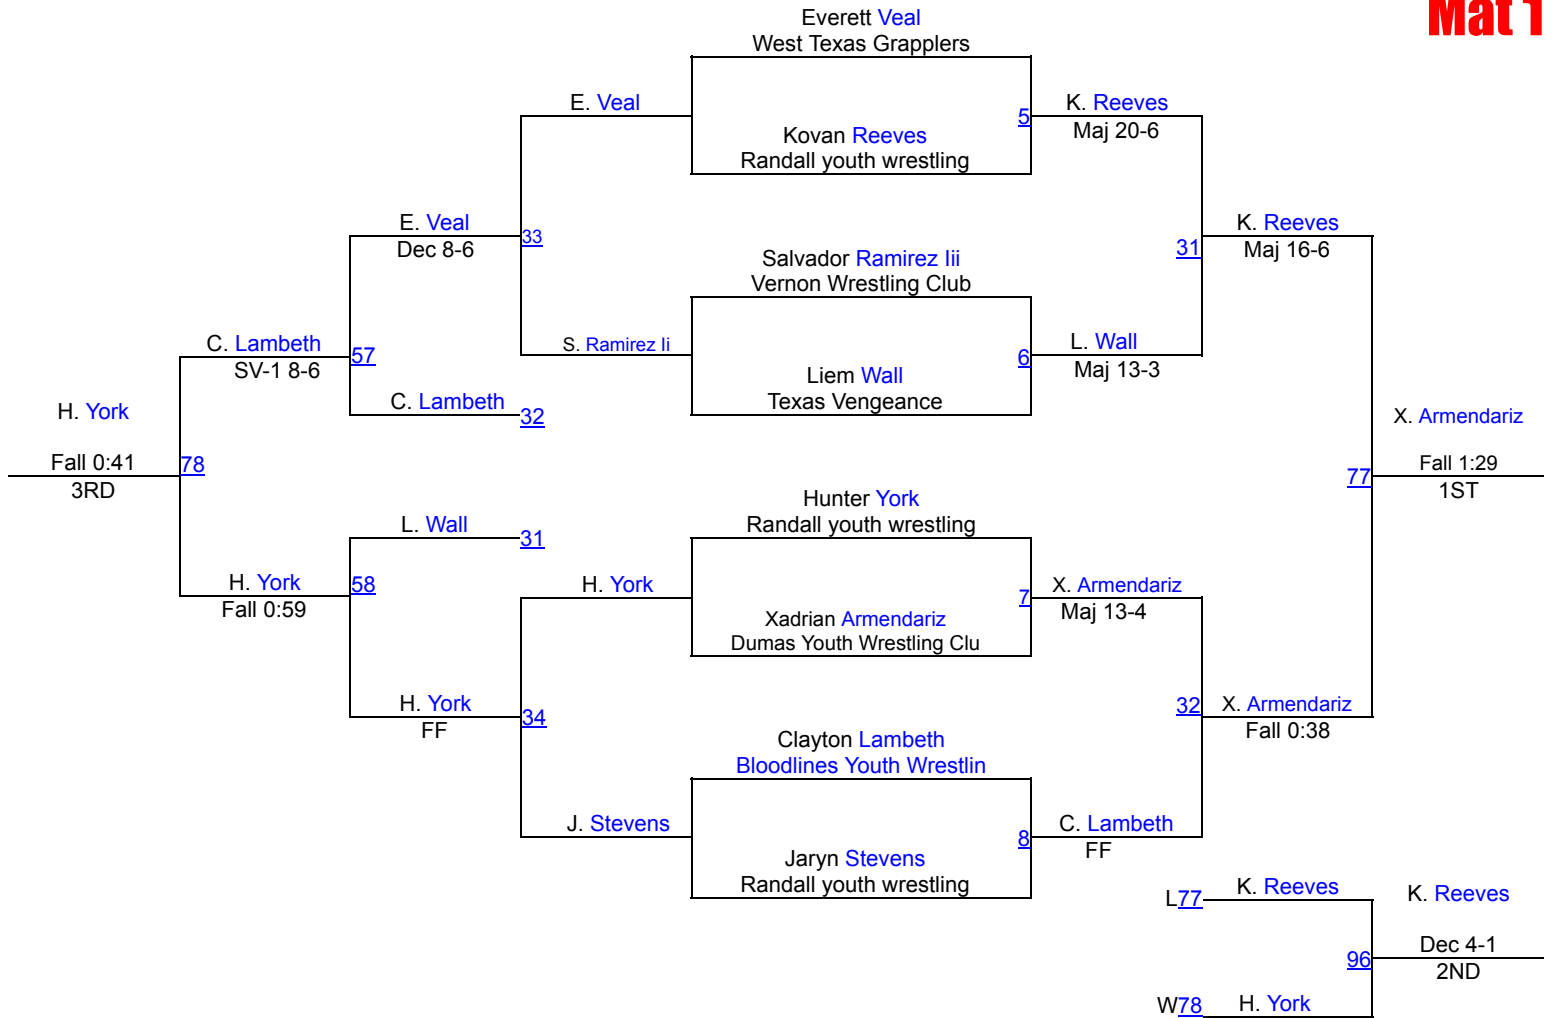 Mat 1
Everett Veal
West Texas Grapplers
E. Veal
K. Reeves
5
Maj 20-6
Kovan Reeves
Randall youth wrestling
E. Veal
Dec 8-6
33
K. Reeves
31
Maj 16-6
Salvador Ramirez Iii
Vernon Wrestling Club
C. Lambeth
SV-1 8-6
57
S. Ramirez Ii
6
L. Wall
Maj 13-3
Liem Wall
Texas Vengeance
C. Lambeth
32
H. York
Fall 0:41
3RD
78
X. Armendariz
77
Fall 1:29
1ST
Hunter York
Randall youth wrestling
L. Wall
31
H. York
Fall 0:59
58
H. York
7
X. Armendariz
Maj 13-4
Xadrian Armendariz
Dumas Youth Wrestling Clu
H. York
FF
34
32
X. Armendariz
Fall 0:38
Clayton Lambeth
Bloodlines Youth Wrestlin
J. Stevens
8
C. Lambeth
FF
Jaryn Stevens
Randall youth wrestling
L77
K. Reeves
K. Reeves
96
Dec 4-1
2ND
W78
H. York